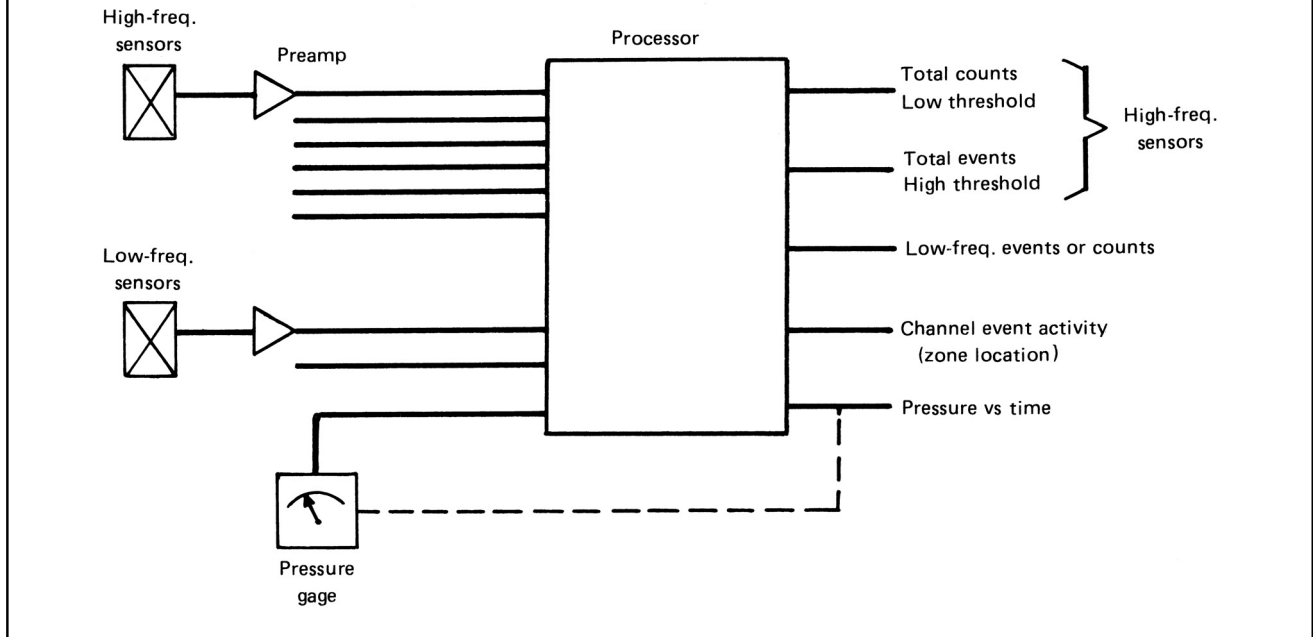 High-freq.
sensors
Preamp
Processor
Total counts
Low threshold
High-freq.
sensors
Total events
High threshold
Low-freq.
sensors
Low-freq. events or counts
Channel event activity
(zone location)
Pressure vs time
Pressure
gage